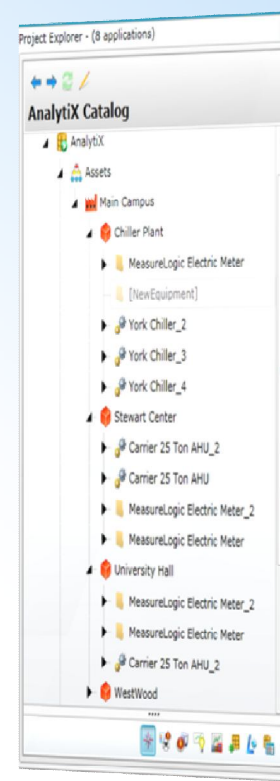 Project Explorer - (8 applications)
AnalytiX Catalog
AnalytiX
Assets
Main Campus
Chiller Plant
MeasureLogic Electric Meter
[NewEquipment]
York Chiller_2
York Chiller_3
York Chiller_4
Stewart Center
Carrier 25 Ton AHU_2
Carrier 25 Ton AHU
MeasureLogic Electric Meter_2
MeasureLogic Electric Meter
University Hall
MeasureLogic Electric Meter_2
MeasureLogic Electric Meter
Carrier 25 Ton AHU_2
WestWood